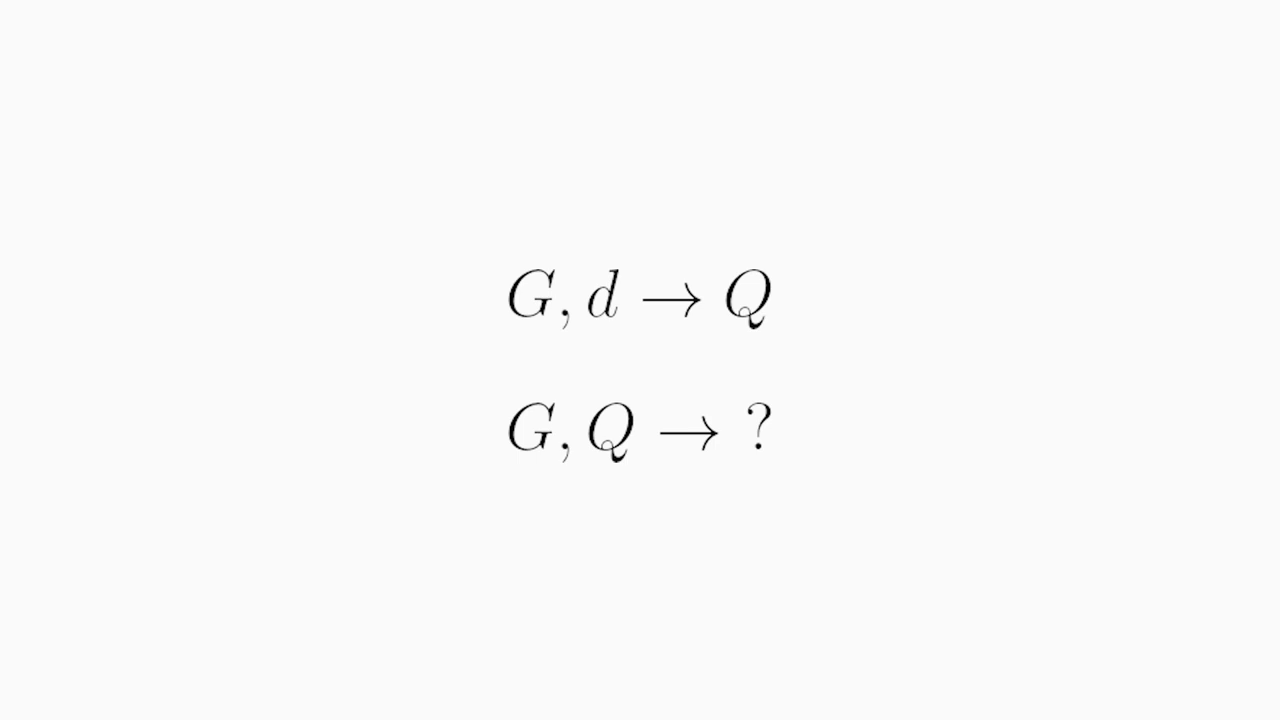 G, d → Q
G, Q → ?